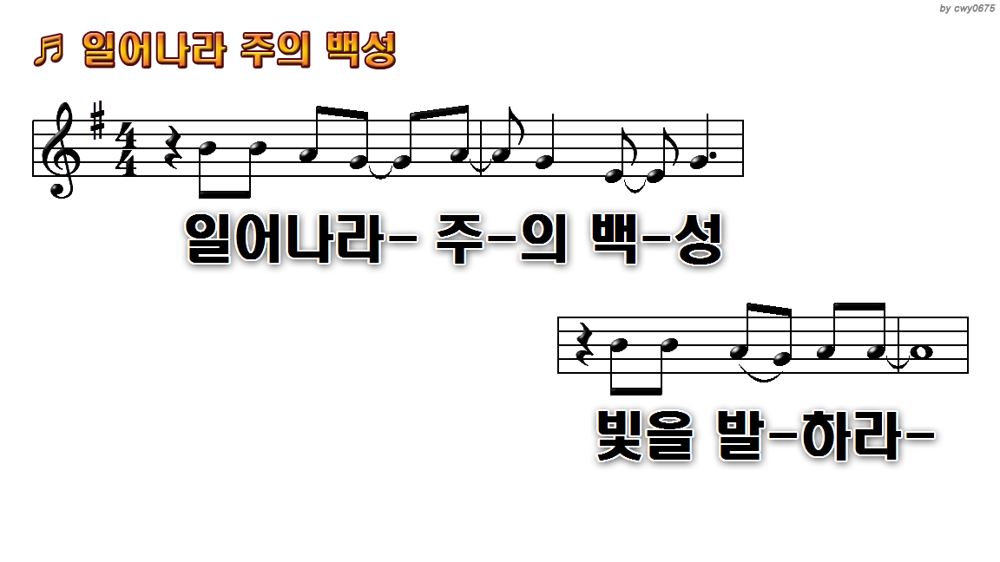 by cwy0675
♬ 일어나라 주의 백성
일어나라- 주-의 백-성
빛을 발-하라-